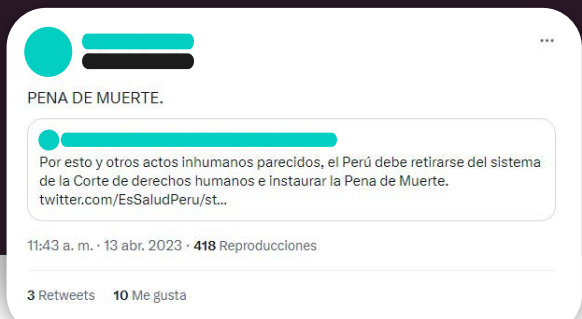 PENA DE MUERTE.
Por esto y otros actos inhumanos parecidos, el Perú debe retirarse del sistema
de la Corte de derechos humanos e instaurar la Pena de Muerte.
twitter.com/EsSaludPeru/st...
11:43 a. m. · 13 abr. 2023 · 418 Reproducciones
3 Retweets 10 Me gusta